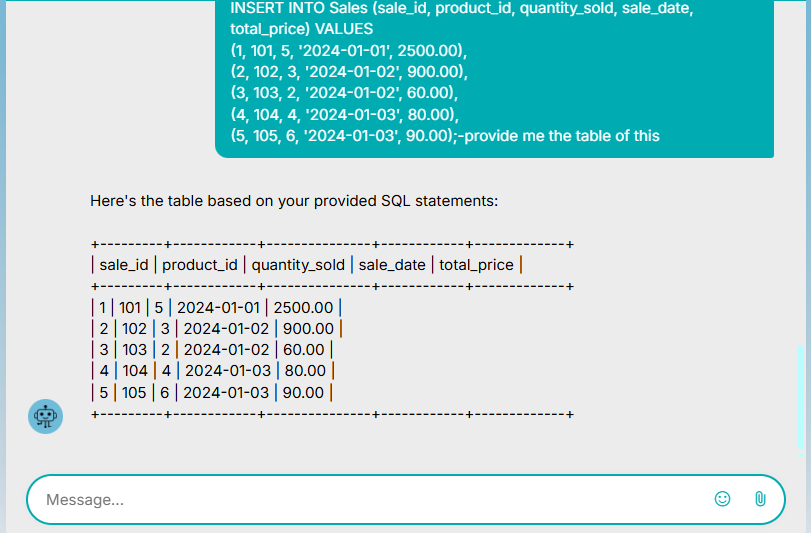 INSERT INTO Sales (sale_id, product_id, quantity_sold, sale_date,
total_price) VALUES
(1, 101, 5, '2024-01-01', 2500.00),
(2, 102, 3, '2024-01-02', 900.00),
(3, 103, 2, '2024-01-02', 60.00),
(4, 104, 4, '2024-01-03', 80.00),
(5, 105, 6, '2024-01-03', 90.00);-provide me the table of this
Here's the table based on your provided SQL statements:
+---------+------------+---------------+------------+-------------+
| sale_id | product_id | quantity_sold | sale_date | total_price |
+---------+------------+---------------+------------+-------------+
| 1 | 101 | 5 | 2024-01-01 | 2500.00 |
| 2 | 102 | 3 | 2024-01-02 | 900.00 |
| 3 | 103 | 2 | 2024-01-02 | 60.00 |
| 4 | 104 | 4 | 2024-01-03 | 80.00 |
| 5 | 105 | 6 | 2024-01-03 | 90.00 |
+---------+------------+---------------+------------+-------------+
Message...